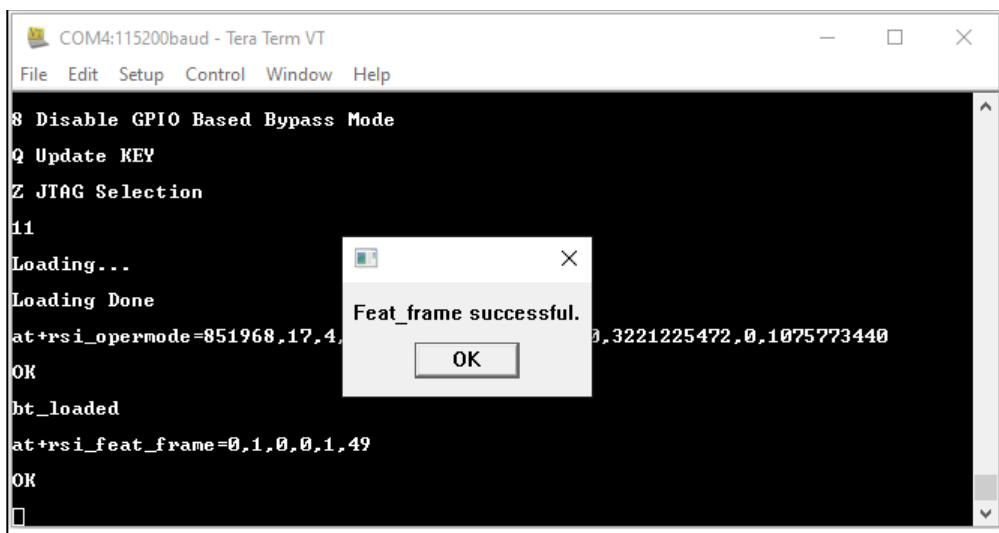 COM4:115200baud - Tera Term VT
File Edit Setup Control Window Help
8 Disable GPIO Based Bypass Mode
Q Update KEY
Z JTAG Selection
11
Loading...
Loading Done
at+rsi_opermode=851968,17,4, 0,3221225472,0,1075773440
OK
bt_loaded
at+rsi_feat_frame=0,1,0,0,1,49
OK
Feat_frame successful.
OK